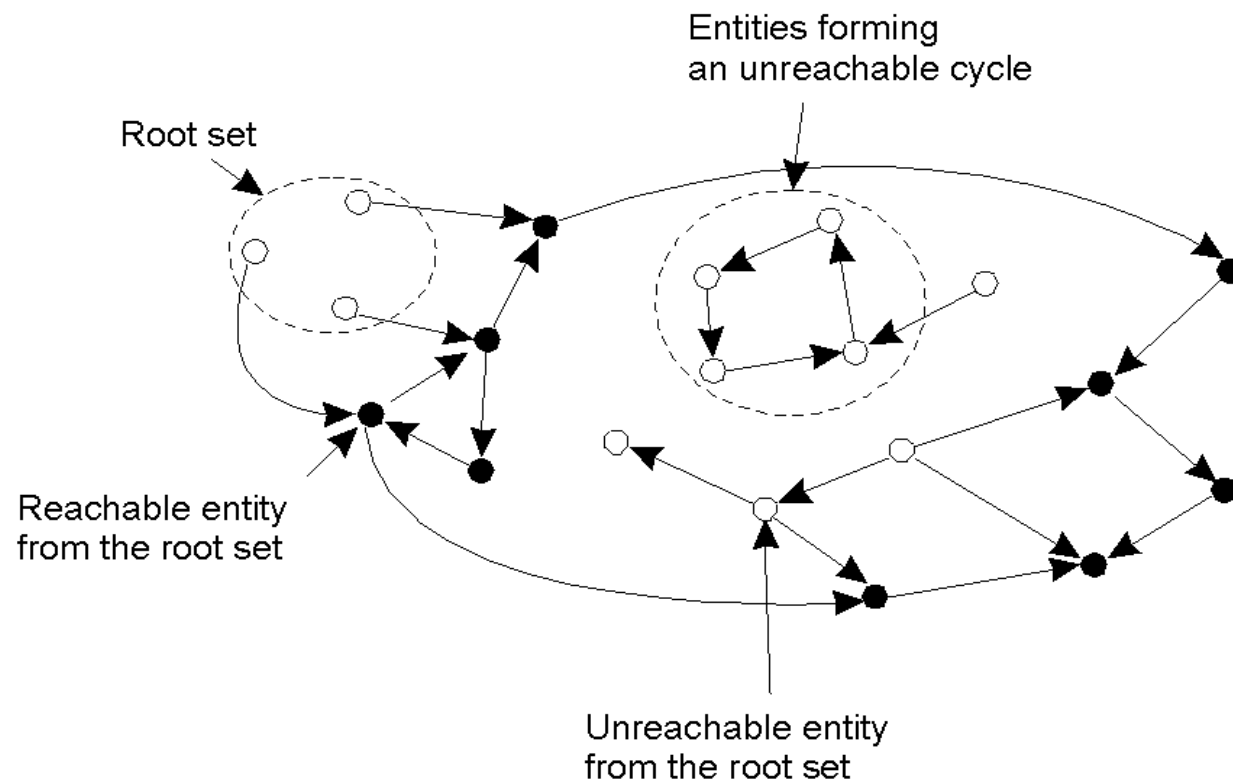 Entities forming
an unreachable cycle
Root set
Reachable entity
from the root set
Unreachable entity
from the root set